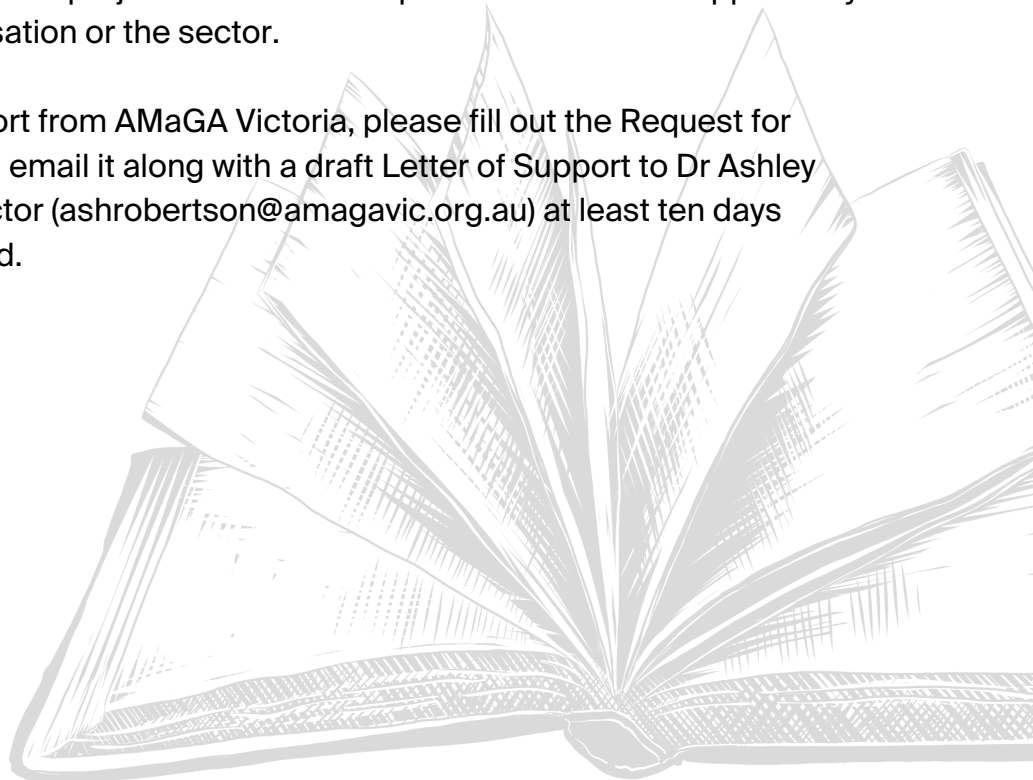 sation or the sector.
ort from AMaGA Victoria, please fill out the Request for
email it along with a draft Letter of Support to Dr Ashley
ctor (ashrobertson@amagavic.org.au) at least ten days
d.